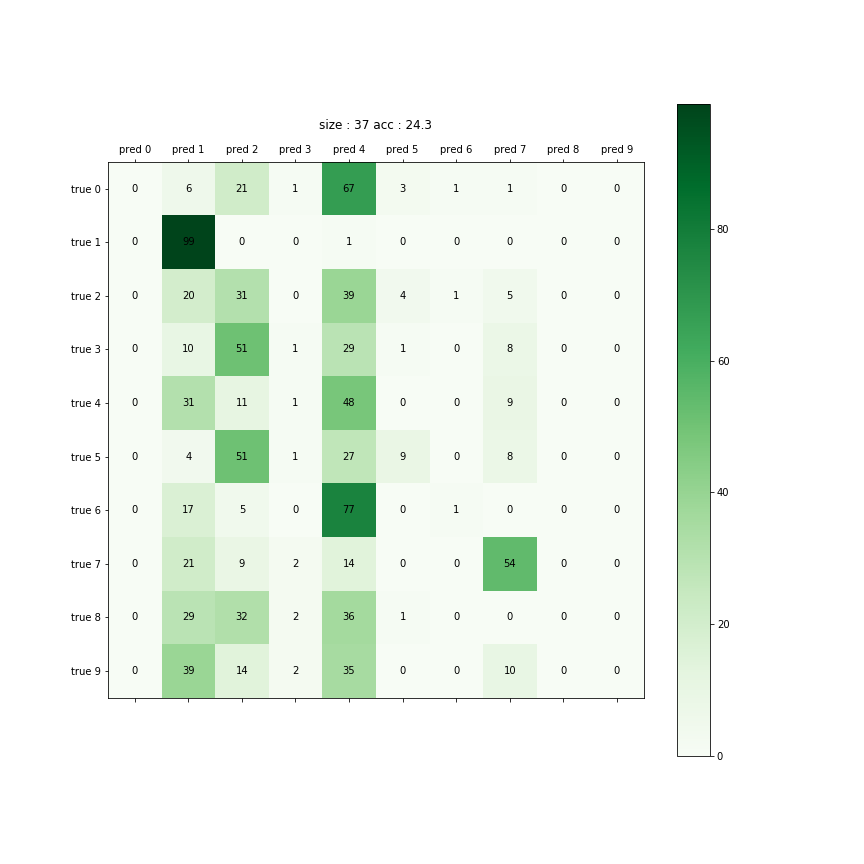 size : 37 acc : 24.3
pred 0 pred 1 pred 2 pred 3 pred 4 pred 5 pred 6 pred 7 pred 8 pred 9
true 0 0 6 21 1 67 3 1 1 0 0
true 1 0 99 0 0 1 0 0 0 0 0
true 2 0 20 31 0 39 4 1 5 0 0
true 3 0 10 51 1 29 1 0 8 0 0
true 4 0 31 11 1 48 0 0 9 0 0
true 5 0 4 51 1 27 9 0 8 0 0
true 6 0 17 5 0 77 0 1 0 0 0
true 7 0 21 9 2 14 0 0 54 0 0
true 8 0 29 32 2 36 1 0 0 0 0
true 9 0 39 14 2 35 0 0 10 0 0
80
60
40
20
0